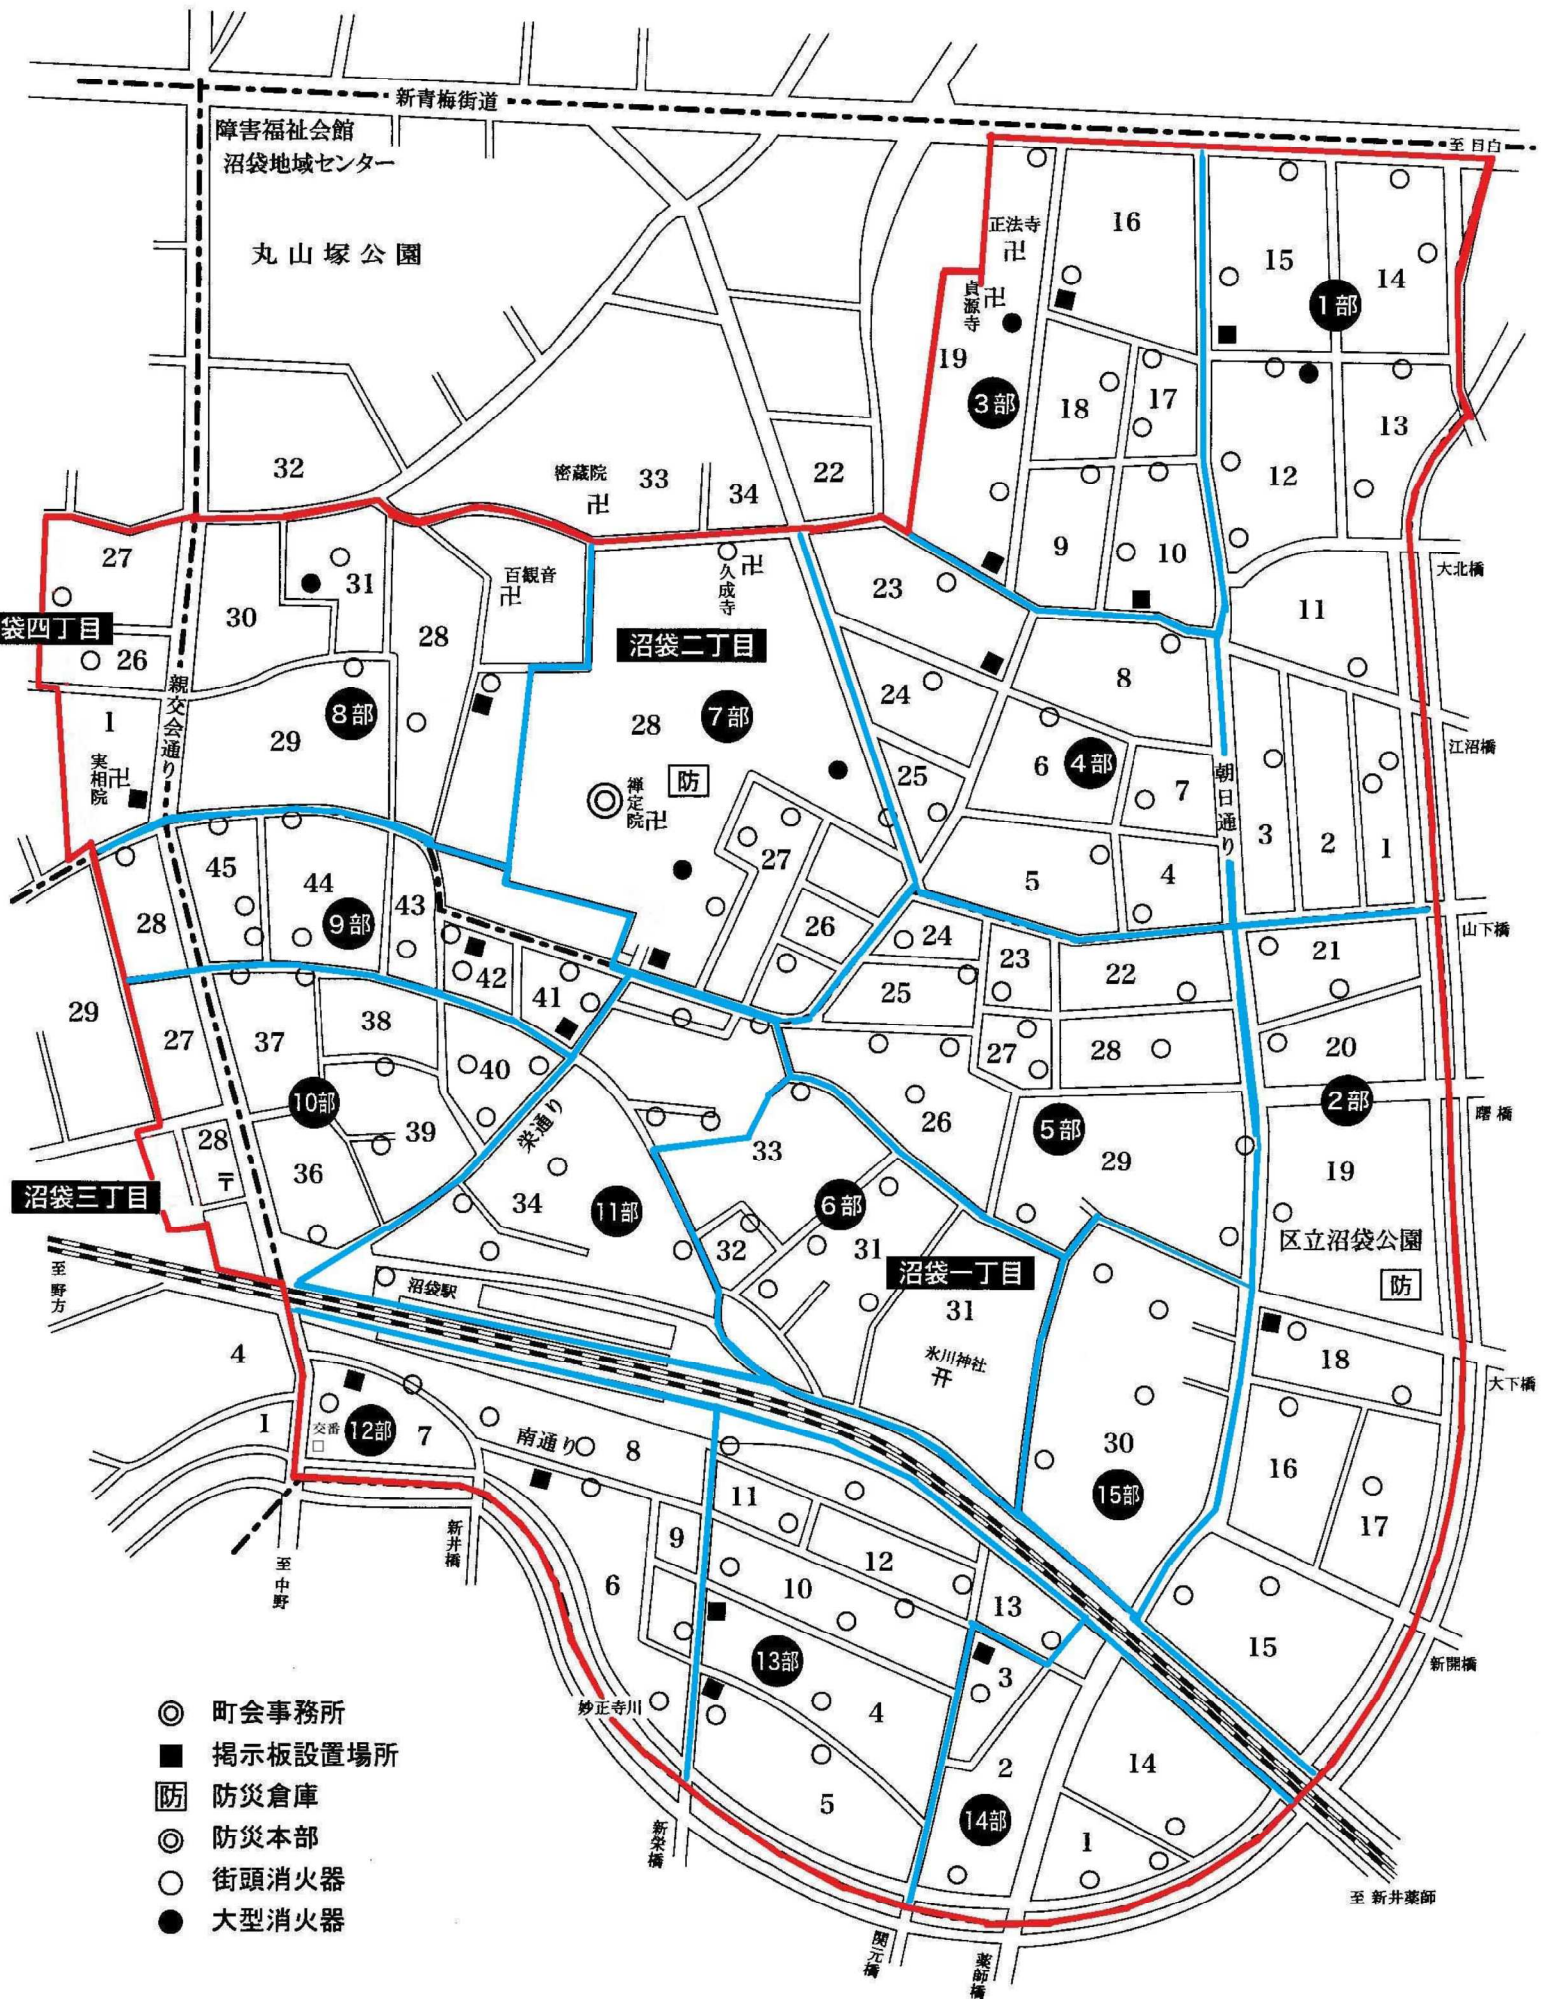 新青梅街道
至 目白
障害福祉会館
沼袋地域センター
丸山塚公園
正法寺
16
15
14
1部
貞源寺
19
3部
18
17
12
13
32
密蔵院
33
34
22
27
30
31
28
百観音
久成寺
9
10
11
大北橋
袋四丁目
26
沼袋二丁目
23
8
24
1
実相院
親交会通り
29
8部
28
7部
禅定院
防
25
6
4部
7
朝日通り
3
2
1
江沼橋
45
44
43
27
5
4
28
9部
42
41
26
24
23
22
21
山下橋
29
27
37
38
40
25
27
28
20
10部
39
栄通り
26
5部
29
2部
曙橋
28
〒
36
33
19
沼袋三丁目
34
11部
32
6部
31
沼袋一丁目
31
区立沼袋公園
防
至 野方
沼袋駅
氷川神社
18
大下橋
4
1
交番
12部
7
南通り
8
30
15部
16
17
新井橋
至 中野
11
9
12
10
6
13
15
新開橋
13部
3
妙正寺川
4
2
14
5
14部
1
新栄橋
至 新井薬師
関元橋
薬師橋
◎ 町会事務所
■ 掲示板設置場所
防 防災倉庫
◎ 防災本部
○ 街頭消火器
● 大型消火器